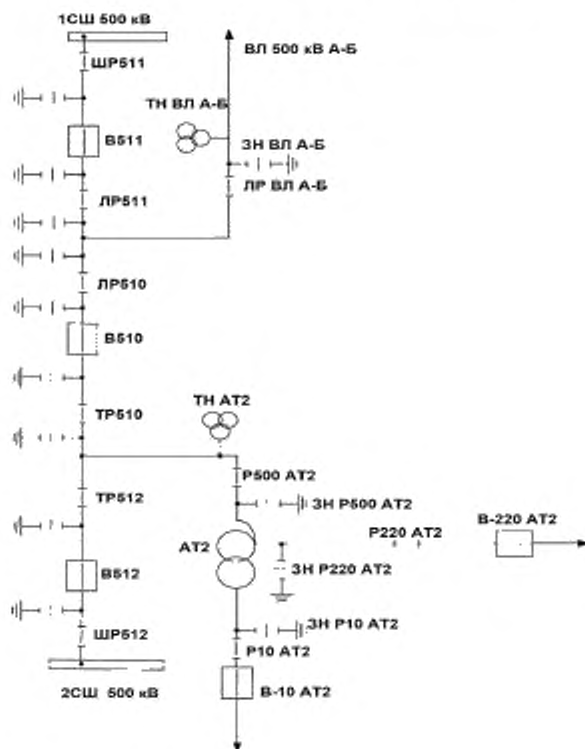 1СШ 500 кВ
ШР511
ВЛ 500 кВ А-Б
ТН ВЛ А-Б
В511
ЗН ВЛ А-Б
ЛР ВЛ А-Б
ЛР511
ЛР510
В510
ТН АТ2
ТР510
Р500 АТ2
ТР512
ЗН Р500 АТ2
В-220 АТ2
Р220 АТ2
АТ2
В512
ЗН Р220 АТ2
ЗН Р10 АТ2
ШР512
Р10 АТ2
2СШ 500 кВ
В-10 АТ2